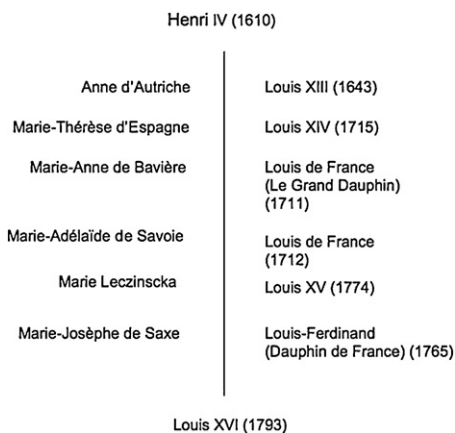 Henri IV (1610)
Anne d'Autriche
Louis XIII (1643)
Marie-Thérèse d'Espagne
Louis XIV (1715)
Marie-Anne de Bavière
Louis de France
(Le Grand Dauphin)
(1711)
Marie-Adélaïde de Savoie
Louis de France
(1712)
Marie Leczinscka
Louis XV (1774)
Marie-Josèphe de Saxe
Louis-Ferdinand
(Dauphin de France) (1765)
Louis XVI (1793)